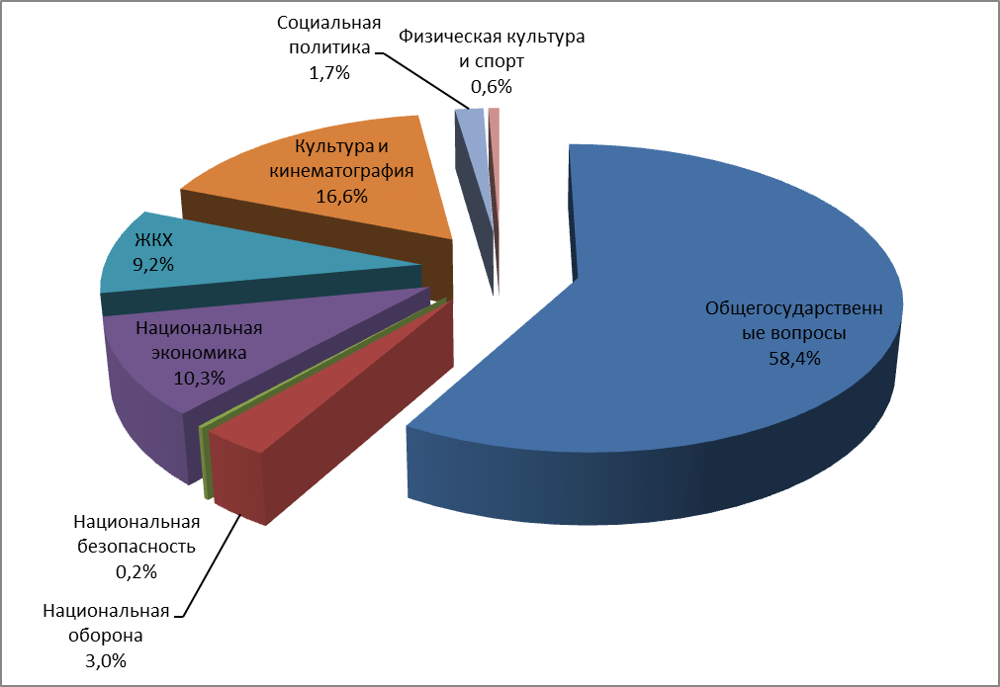 Социальная
политика
1,7%
Физическая культура
и спорт
0,6%
Культура и
кинематография
16,6%
ЖКХ
9,2%
Национальная
экономика
10,3%
Общегосударственн
ые вопросы
58,4%
Национальная
безопасность
0,2%
Национальная
оборона
3,0%